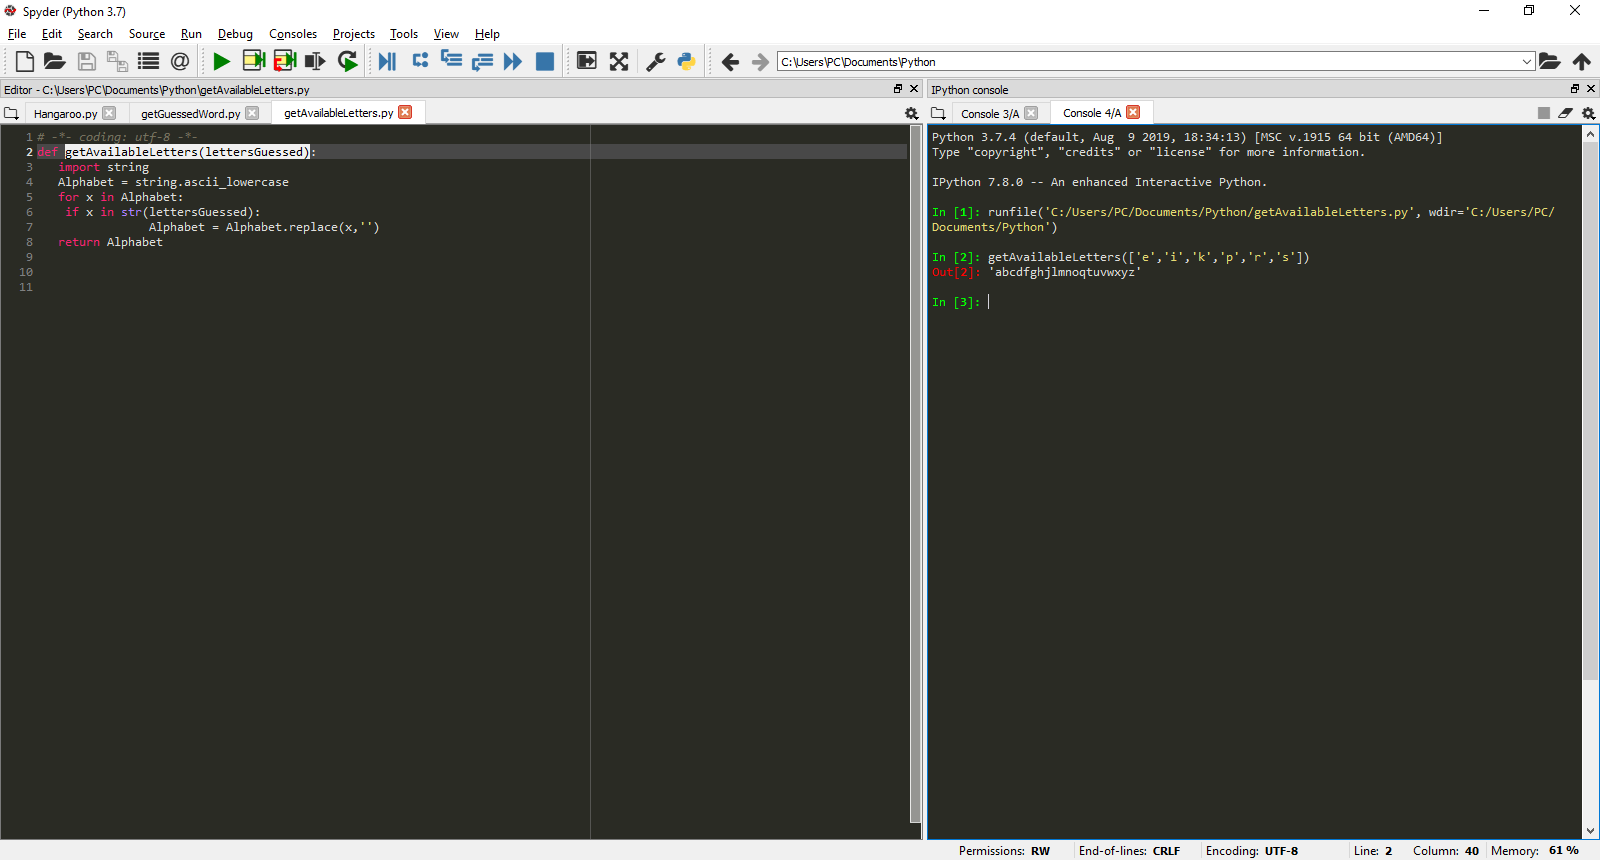 Spyder (Python 3.7)
File Edit Search Source Run Debug Consoles Projects Tools View Help
C:\Users\PC\Documents\Python
Editor - C:\Users\PC\Documents\Python\getAvailableLetters.py
Hangaroo.py getGuessedWord.py getAvailableLetters.py
1 # -*- coding: utf-8 -*-
2 def getAvailableLetters(lettersGuessed):
3 import string
4 Alphabet = string.ascii_lowercase
5 for x in Alphabet:
6 if x in str(lettersGuessed):
7 Alphabet = Alphabet.replace(x,'')
8 return Alphabet
9
10
11
IPython console
Console 3/A Console 4/A
Python 3.7.4 (default, Aug  9 2019, 18:34:13) [MSC v.1915 64 bit (AMD64)]
Type "copyright", "credits" or "license" for more information.
IPython 7.8.0 -- An enhanced Interactive Python.
In [1]: runfile('C:/Users/PC/Documents/Python/getAvailableLetters.py', wdir='C:/Users/PC/
Documents/Python')
In [2]: getAvailableLetters(['e','i','k','p','r','s'])
Out[2]: 'abcdfghjlmnoqtuvwxyz'
In [3]:
Permissions: RW End-of-lines: CRLF Encoding: UTF-8 Line: 2 Column: 40 Memory: 61 %